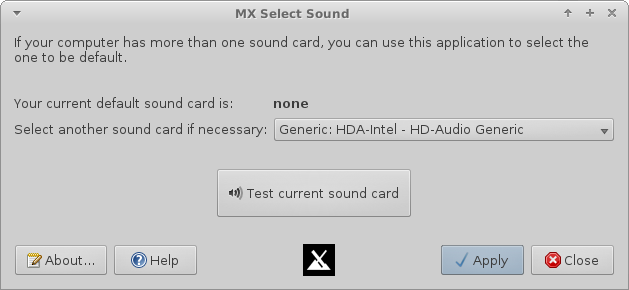 MX Select Sound
If your computer has more than one sound card, you can use this application to select the
one to be default.
Your current default sound card is: none
Select another sound card if necessary: Generic: HDA-Intel - HD-Audio Generic
Test current sound card
About... Help Apply Close